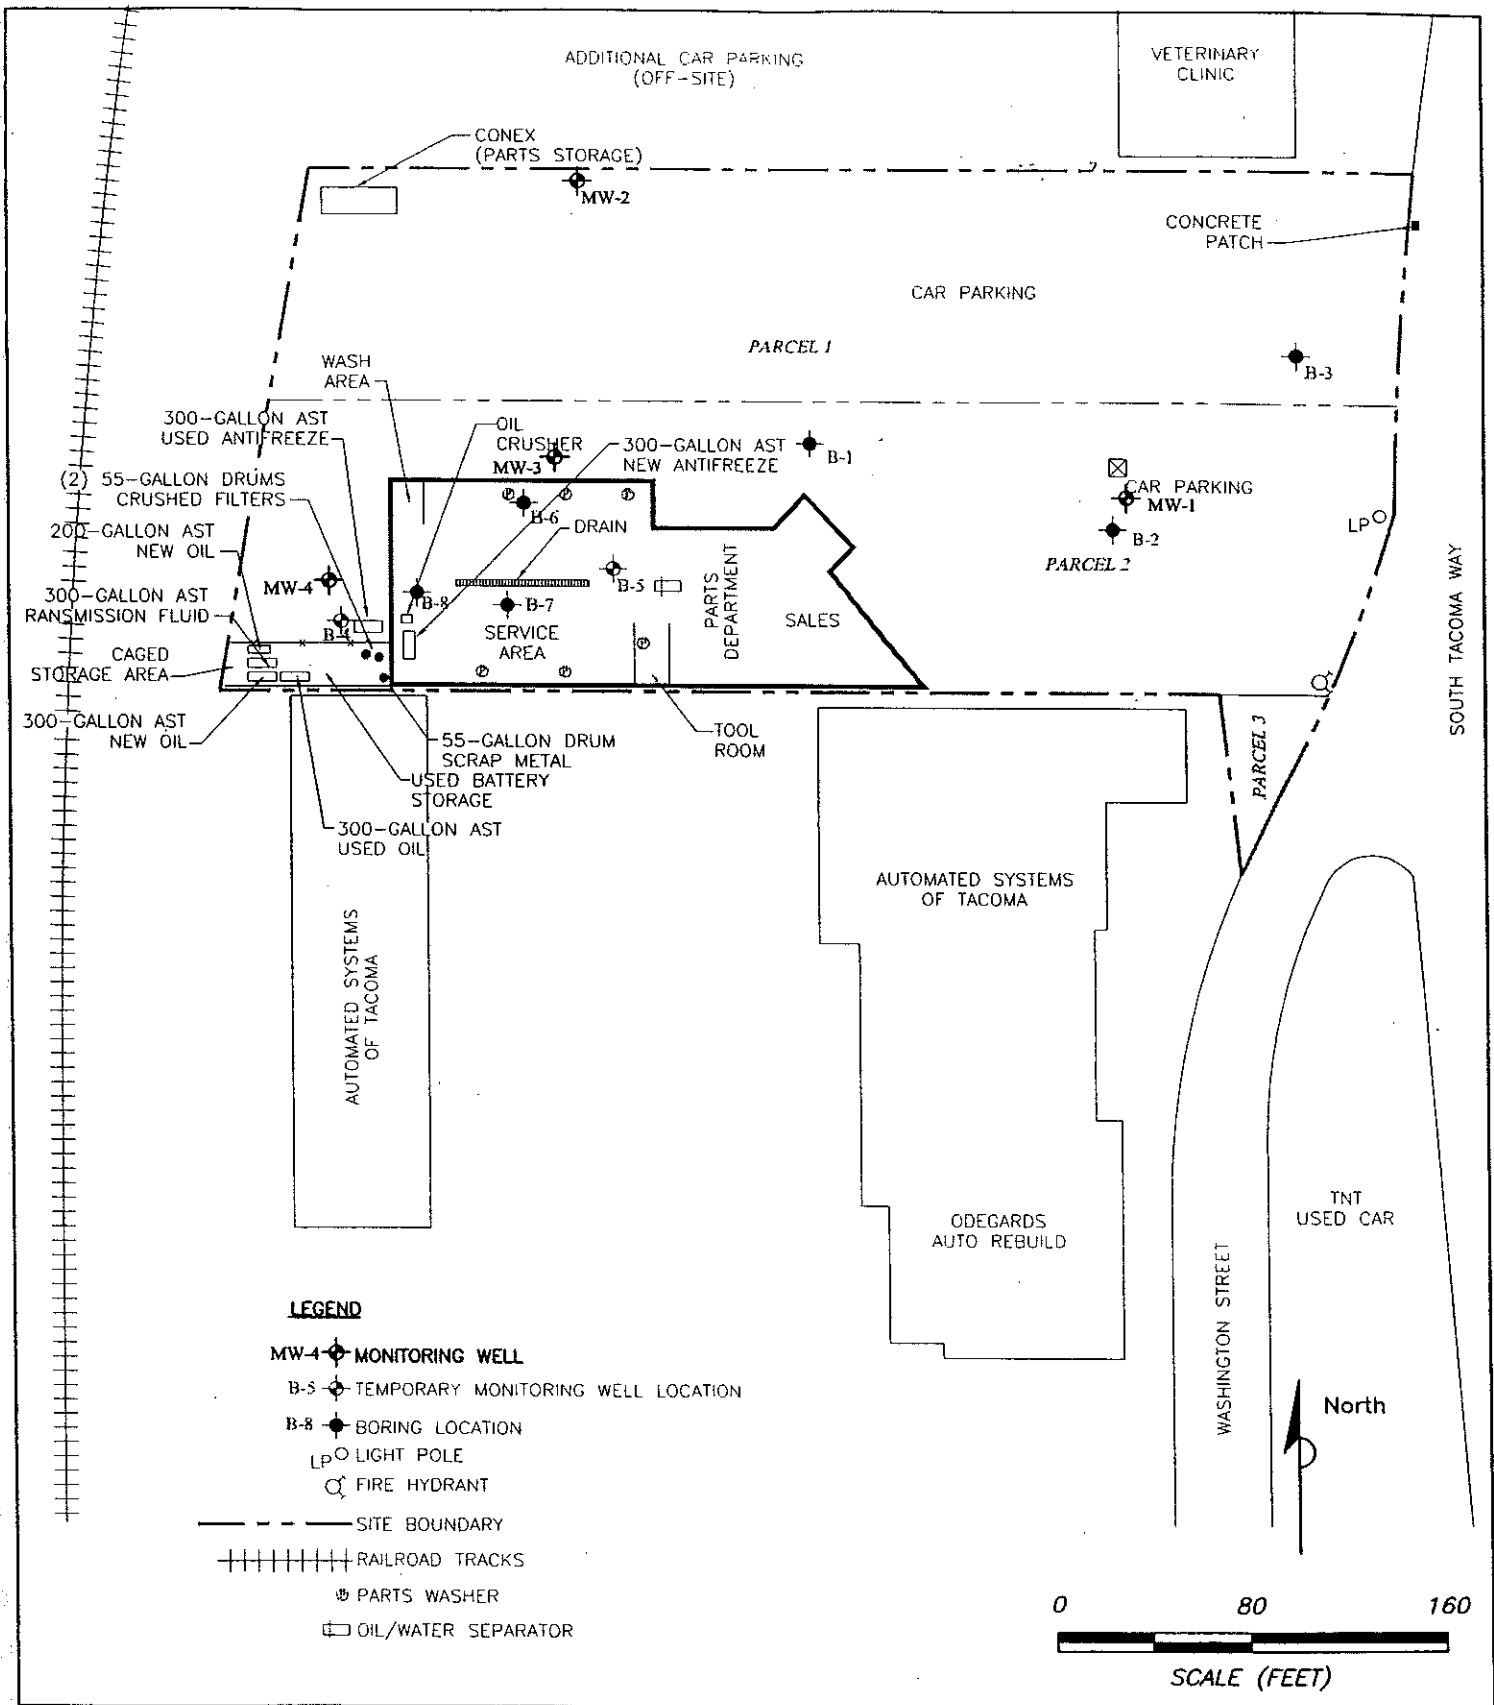 ADDITIONAL CAR PARKING
(OFF-SITE)
VETERINARY
CLINIC
CONEX
(PARTS STORAGE)
MW-2
CONCRETE
PATCH
CAR PARKING
PARCEL 1
B-3
WASH
AREA
300-GALLON AST
USED ANTIFREEZE
OIL
CRUSHER
MW-3
300-GALLON AST
NEW ANTIFREEZE
B-1
(2) 55-GALLON DRUMS
CRUSHED FILTERS
CAR PARKING
MW-1
B-6
DRAIN
LP
200-GALLON AST
NEW OIL
B-2
PARCEL 2
MW-4
B-5
B-8
B-7
PARTS
DEPARTMENT
SALES
300-GALLON AST
RANSMISSION FLUID
B-4
SERVICE
AREA
SOUTH TACOMA WAY
CAGED
STORAGE AREA
300-GALLON AST
NEW OIL
55-GALLON DRUM
SCRAP METAL
TOOL
ROOM
PARCEL 3
USED BATTERY
STORAGE
300-GALLON AST
USED OIL
AUTOMATED SYSTEMS
OF TACOMA
AUTOMATED SYSTEMS
OF TACOMA
ODEGARDS
AUTO REBUILD
WASHINGTON STREET
TNT
USED CAR
LEGEND
MW-4 MONITORING WELL
B-5 TEMPORARY MONITORING WELL LOCATION
B-8 BORING LOCATION
LP LIGHT POLE
FIRE HYDRANT
SITE BOUNDARY
RAILROAD TRACKS
PARTS WASHER
OIL/WATER SEPARATOR
North
0 80 160
SCALE (FEET)